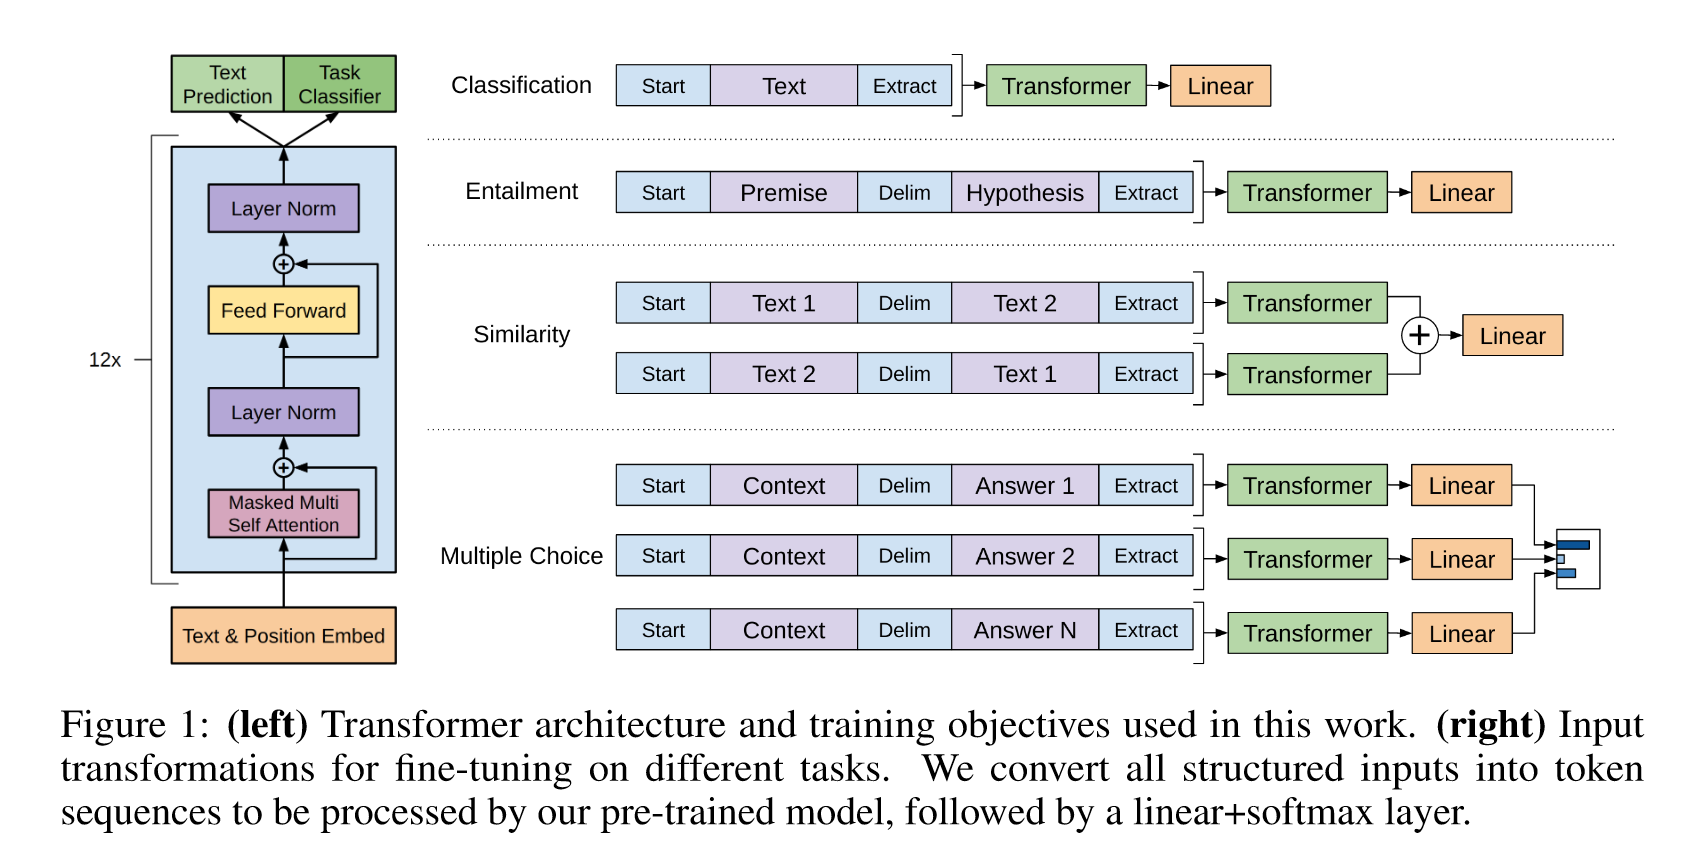 Text
Prediction
Task
Classifier
12x
Layer Norm
Feed Forward
Layer Norm
Masked Multi
Self Attention
Text & Position Embed
Classification Start Text Extract Transformer Linear
Entailment Start Premise Delim Hypothesis Extract Transformer Linear
Similarity
Start Text 1 Delim Text 2 Extract Transformer
Start Text 2 Delim Text 1 Extract Transformer
+ Linear
Multiple Choice
Start Context Delim Answer 1 Extract Transformer Linear
Start Context Delim Answer 2 Extract Transformer Linear
Start Context Delim Answer N Extract Transformer Linear
Figure 1: (left) Transformer architecture and training objectives used in this work. (right) Input
transformations for fine-tuning on different tasks. We convert all structured inputs into token
sequences to be processed by our pre-trained model, followed by a linear+softmax layer.